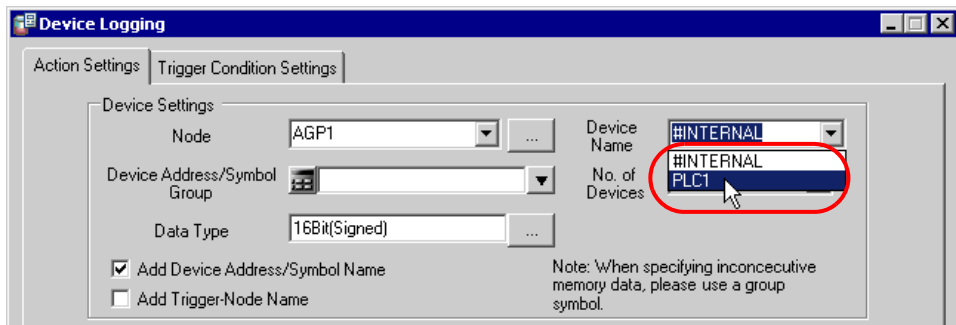 Device Logging
Action Settings Trigger Condition Settings
Device Settings
Node AGP1 ... Device Name #INTERNAL
#INTERNAL
PLC1
Device Address/Symbol Group No. of Devices
Data Type 16Bit(Signed) ...
Add Device Address/Symbol Name
Add Trigger-Node Name
Note: When specifying inconcecutive
memory data, please use a group
symbol.